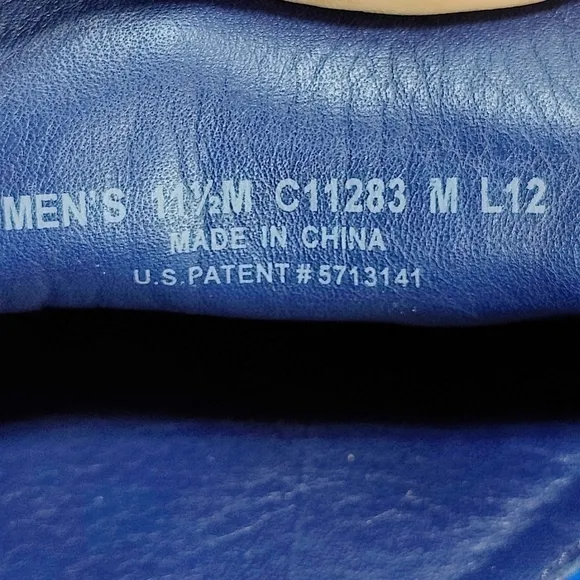 MEN'S 11½M C11283 M L12
MADE IN CHINA
U.S. PATENT # 5713141